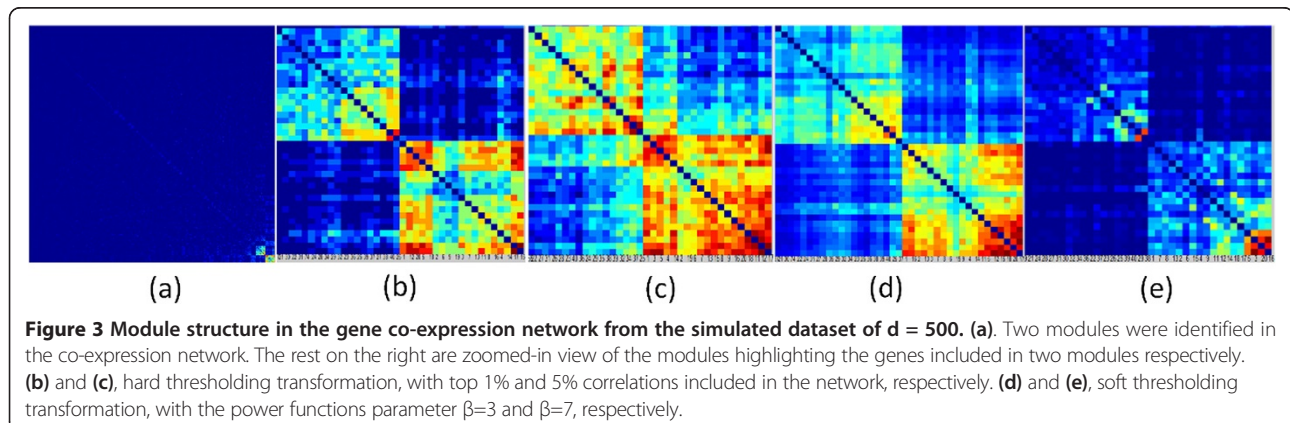 (a)
(b)
(c)
(d)
(e)
Figure 3 Module structure in the gene co-expression network from the simulated dataset of d = 500. (a). Two modules were identified in
the co-expression network. The rest on the right are zoomed-in view of the modules highlighting the genes included in two modules respectively.
(b) and (c), hard thresholding transformation, with top 1% and 5% correlations included in the network, respectively. (d) and (e), soft thresholding
transformation, with the power functions parameter β=3 and β=7, respectively.